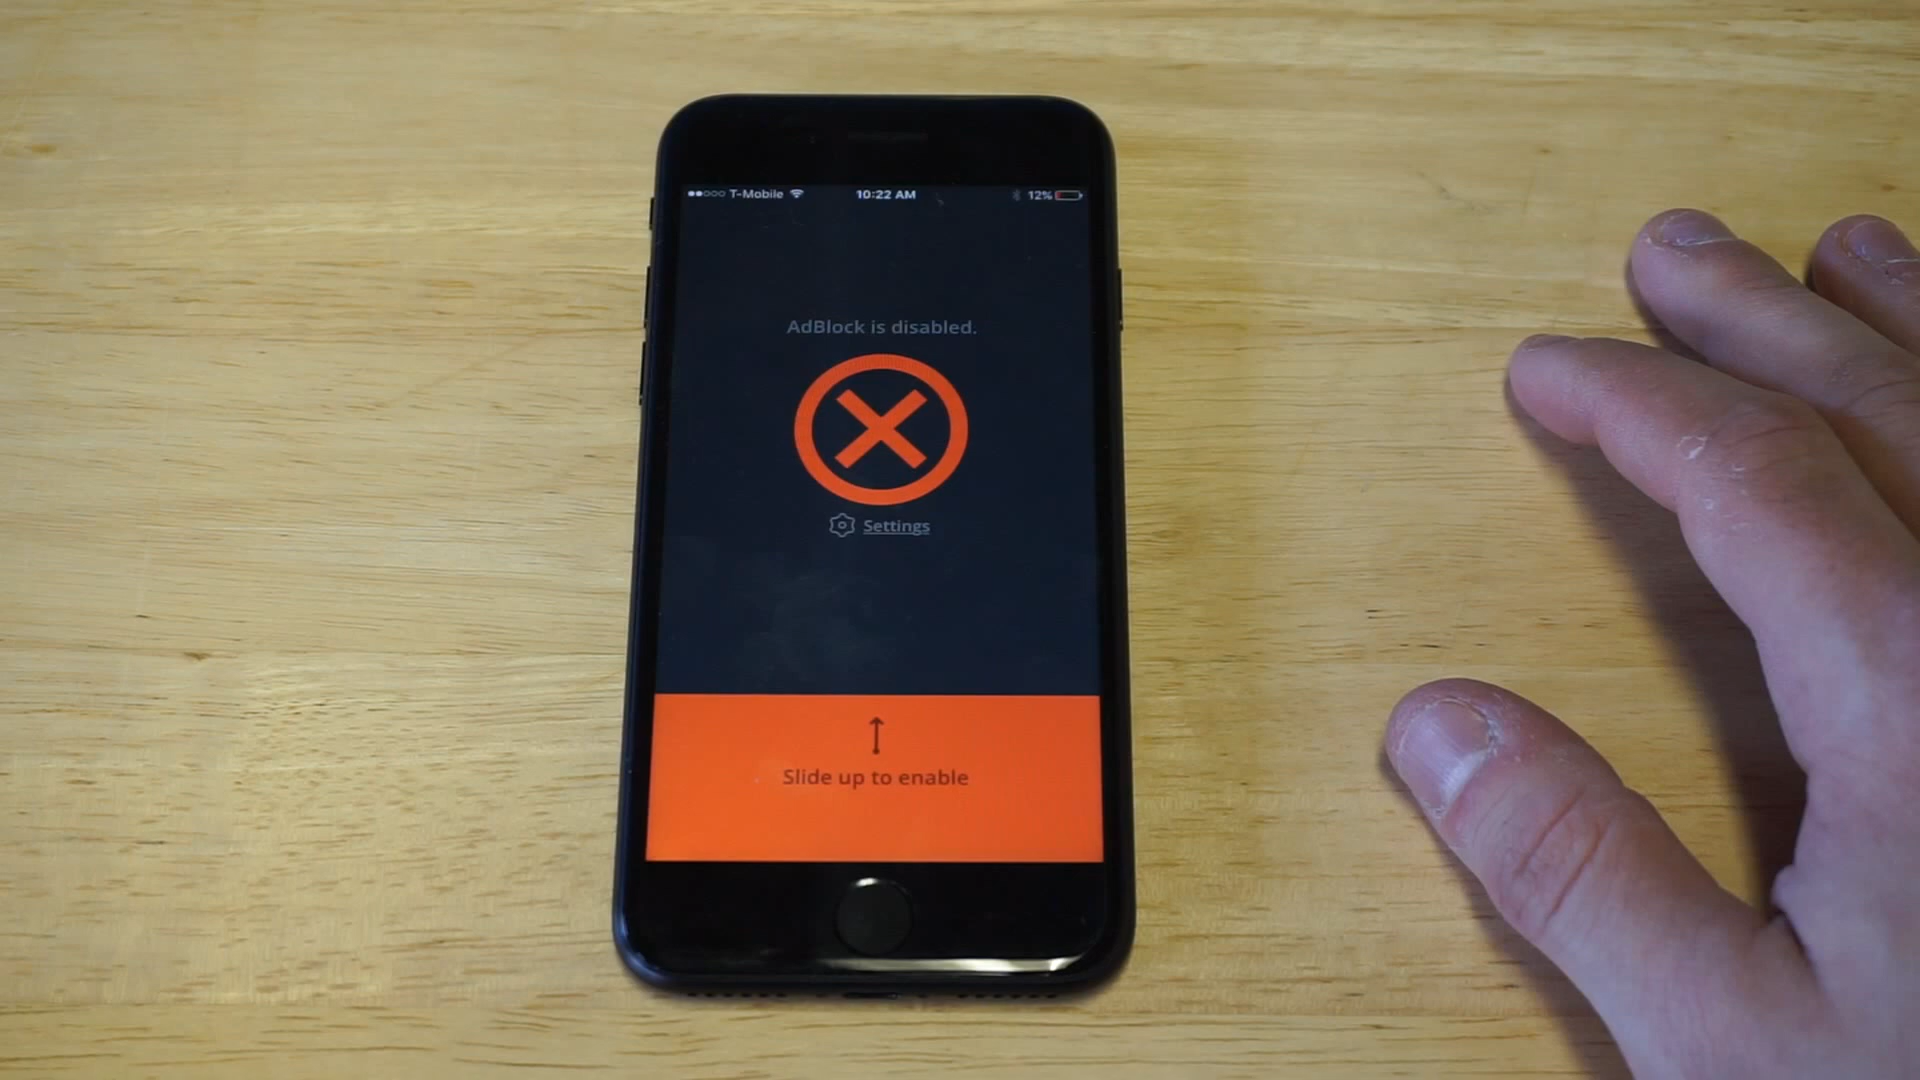 T-Mobile 10:22 AM 12%
AdBlock is disabled.
Settings
Slide up to enable